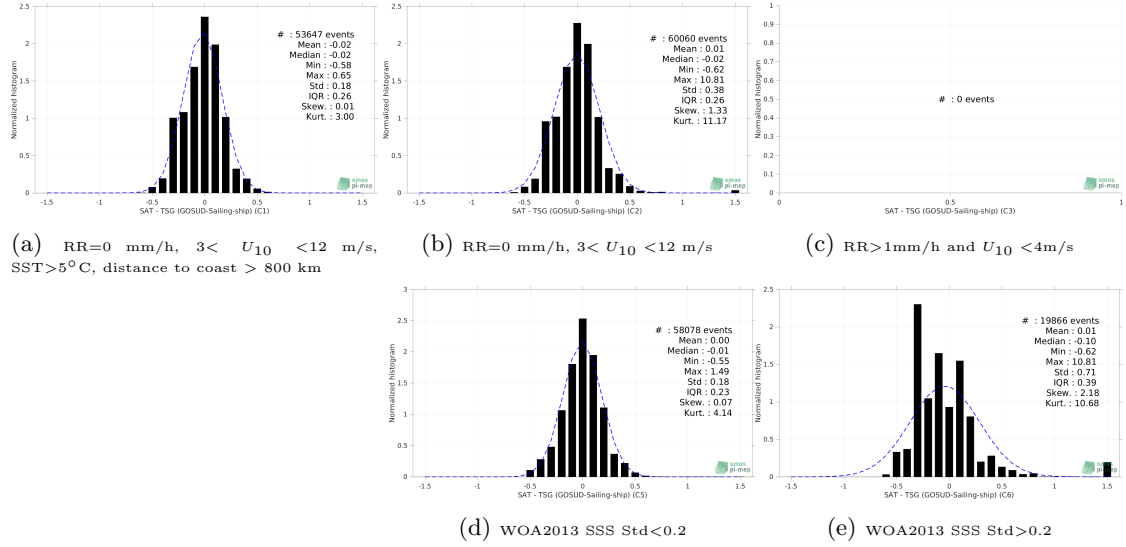 2.5
2
1.5
1
0.5
0
Normalized histogram
# : 53647 events
Mean : -0.02
Median : -0.02
Min : -0.58
Max : 0.65
Std : 0.18
IQR : 0.26
Skew. : 0.01
Kurt. : 3.00
smos
pi-mep
-1.5 -1 -0.5 0 0.5 1 1.5
SAT - TSG (GOSUD-Sailing-ship) (C1)
(a) RR=0 mm/h, 3< U10 <12 m/s,
SST>5°C, distance to coast > 800 km
2.5
2
1.5
1
0.5
0
Normalized histogram
# : 60060 events
Mean : 0.01
Median : -0.02
Min : -0.62
Max : 10.81
Std : 0.38
IQR : 0.26
Skew. : 1.33
Kurt. : 11.17
smos
pi-mep
-1.5 -1 -0.5 0 0.5 1 1.5
SAT - TSG (GOSUD-Sailing-ship) (C2)
(b) RR=0 mm/h, 3< U10 <12 m/s
1
0.9
0.8
0.7
0.6
0.5
0.4
0.3
0.2
0.1
0
Normalized histogram
# : 0 events
smos
pi-mep
0 0.5 1
SAT - TSG (GOSUD-Sailing-ship) (C3)
(c) RR>1mm/h and U10 <4m/s
3
2.5
2
1.5
1
0.5
0
Normalized histogram
# : 58078 events
Mean : 0.00
Median : -0.01
Min : -0.55
Max : 1.49
Std : 0.18
IQR : 0.23
Skew. : 0.07
Kurt. : 4.14
smos
pi-mep
-1.5 -1 -0.5 0 0.5 1 1.5
SAT - TSG (GOSUD-Sailing-ship) (C5)
(d) WOA2013 SSS Std<0.2
2.5
2
1.5
1
0.5
0
Normalized histogram
# : 19866 events
Mean : 0.01
Median : -0.10
Min : -0.62
Max : 10.81
Std : 0.71
IQR : 0.39
Skew. : 2.18
Kurt. : 10.68
smos
pi-mep
-1.5 -1 -0.5 0 0.5 1 1.5
SAT - TSG (GOSUD-Sailing-ship) (C6)
(e) WOA2013 SSS Std>0.2